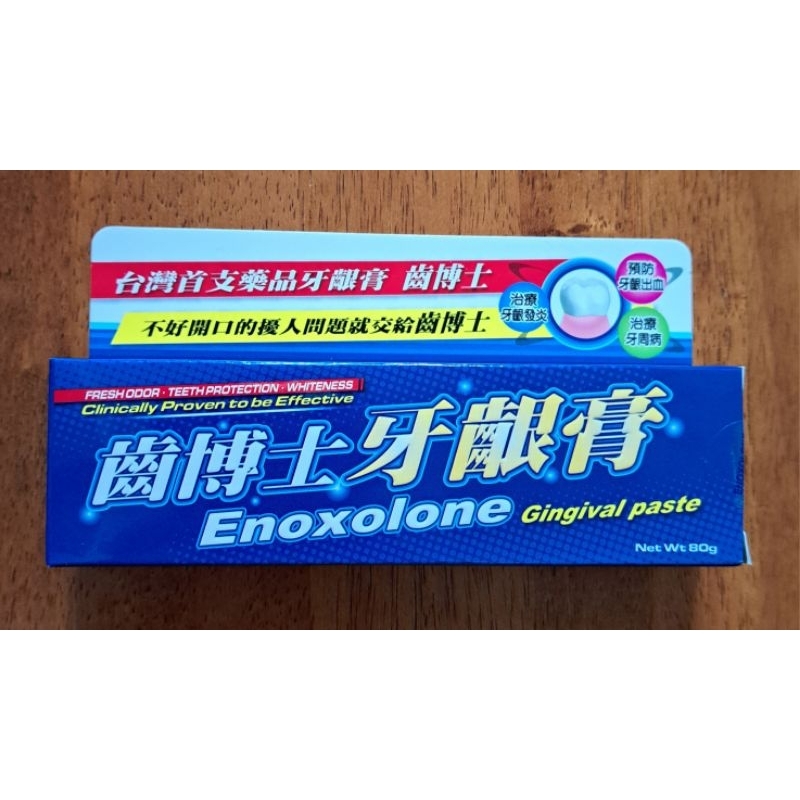 台灣首支藥品牙齦膏 齒博士
不好開口的擾人問題就交給齒博士
預防
牙齦出血
治療
牙齦發炎
治療
牙周病
FRESH ODOR · TEETH PROTECTION · WHITENESS
Clinically Proven to be Effective
齒博士牙齦膏
Enoxolone Gingival paste
Net Wt 80g